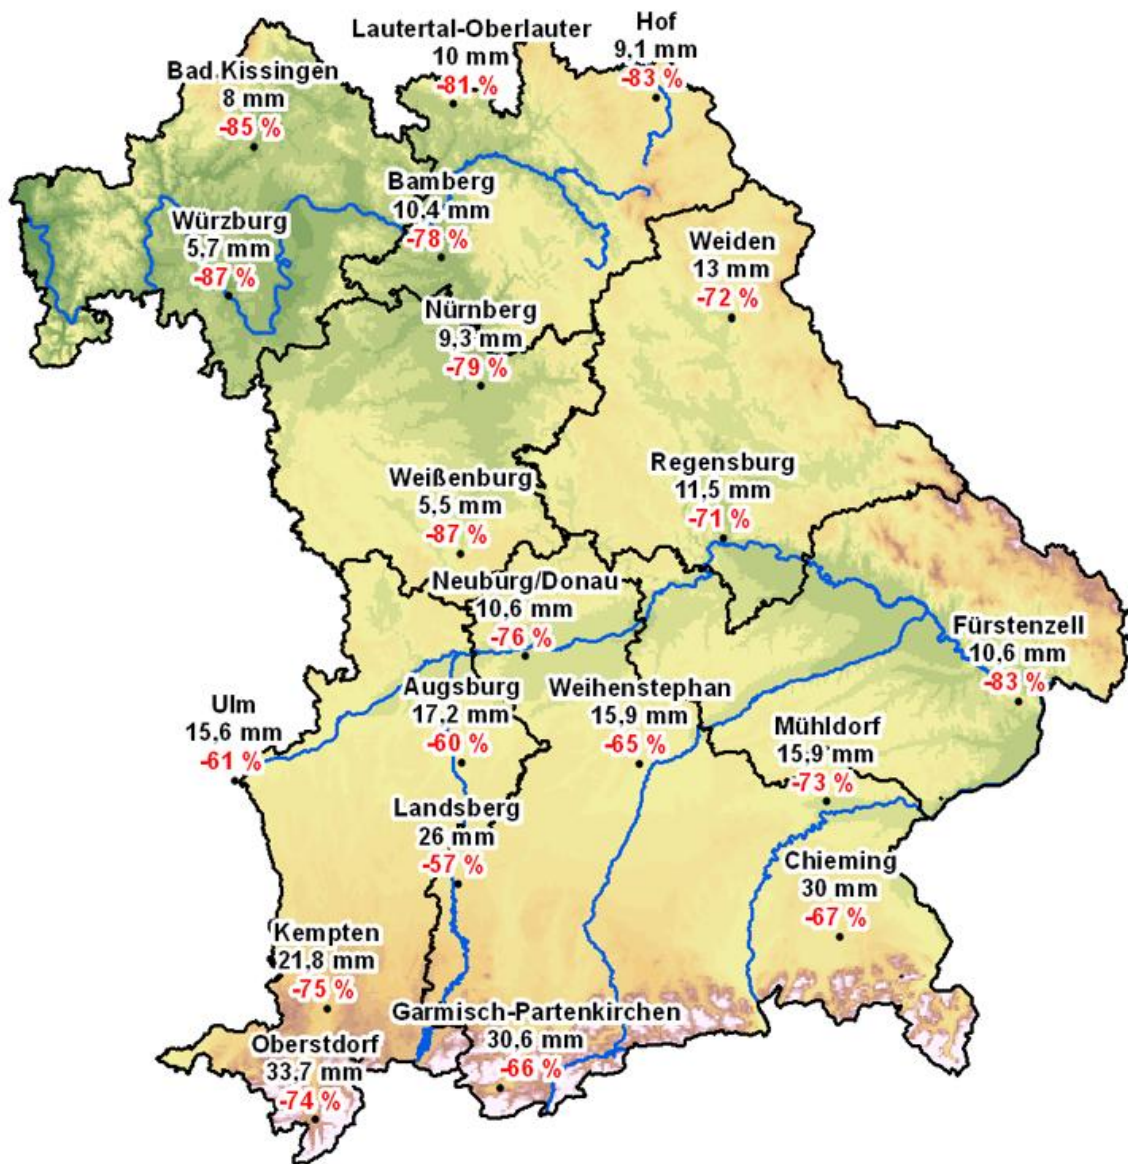 Lautertal-Oberlauter
10 mm
-81 %
Hof
9,1 mm
-83 %
Bad Kissingen
8 mm
-85 %
Bamberg
10,4 mm
-78 %
Würzburg
5,7 mm
-87 %
Weiden
13 mm
-72 %
Nürnberg
9,3 mm
-79 %
Weißenburg
5,5 mm
-87 %
Regensburg
11,5 mm
-71 %
Neuburg/Donau
10,6 mm
-76 %
Fürstenzell
10,6 mm
-83 %
Ulm
15,6 mm
-61 %
Augsburg
17,2 mm
-60 %
Weihenstephan
15,9 mm
-65 %
Mühldorf
15,9 mm
-73 %
Landsberg
26 mm
-57 %
Chieming
30 mm
-67 %
Kempten
21,8 mm
-75 %
Garmisch-Partenkirchen
30,6 mm
-66 %
Oberstdorf
33,7 mm
-74 %